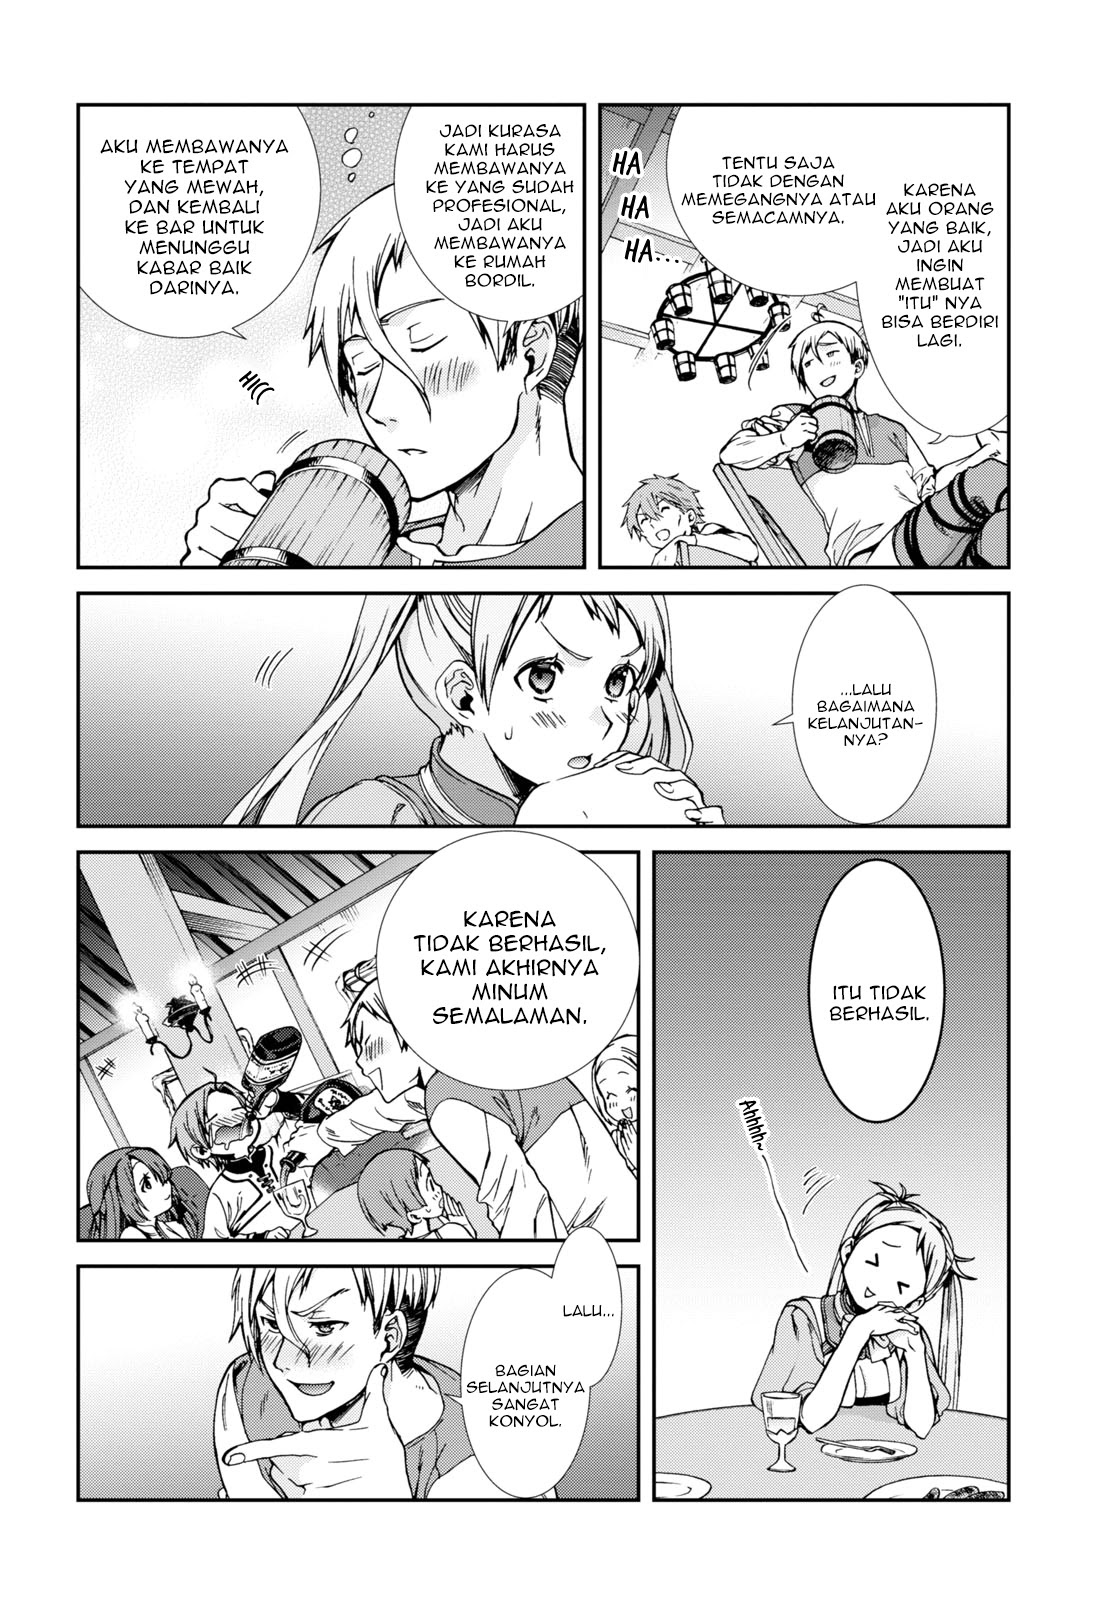 KARENA
AKU ORANG
YANG BAIK,
JADI AKU
INGIN
MEMBUAT
"ITU" NYA
BISA BERDIRI
LAGI.
TENTU SAJA
TIDAK DENGAN
MEMEGANGNYA ATAU
SEMACAMNYA.
HA
HA
HA....
JADI KURASA
KAMI HARUS
MEMBAWANYA
KE YANG SUDAH
PROFESIONAL,
JADI AKU
MEMBAWANYA
KE RUMAH
BORDIL.
AKU MEMBAWANYA
KE TEMPAT
YANG MEWAH,
DAN KEMBALI
KE BAR UNTUK
MENUNGGU
KABAR BAIK
DARINYA.
HICC
...LALU
BAGAIMANA
KELANJUTAN-
NYA?
ITU TIDAK
BERHASIL.
Ahhhh~
KARENA
TIDAK BERHASIL,
KAMI AKHIRNYA
MINUM
SEMALAMAN.
LALU...
BAGIAN
SELANJUTNYA
SANGAT
KONYOL.